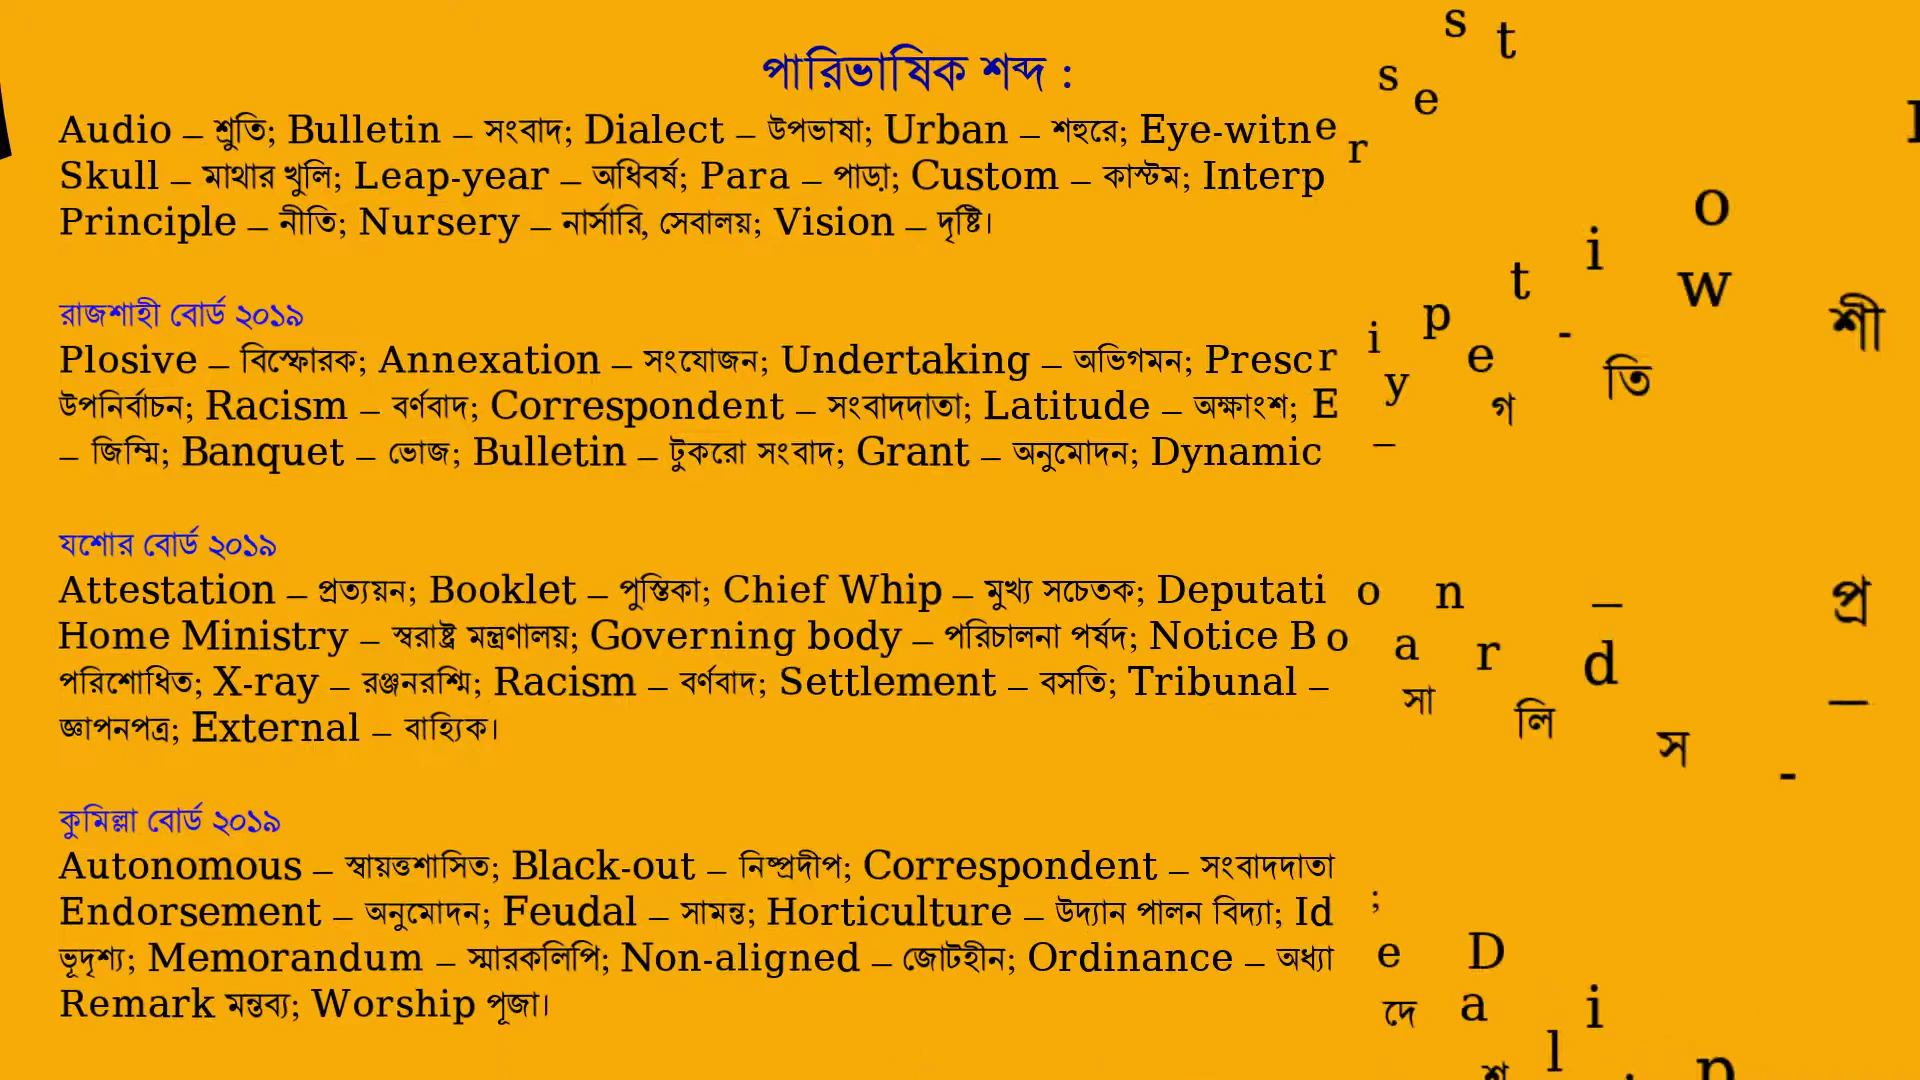 পারিভাষিক শব্দ :
Audio – শ্রুতি; Bulletin – সংবাদ; Dialect – উপভাষা; Urban – শহুরে; Eye-witne
Skull – মাথার খুলি; Leap-year – অধিবর্ষ; Para – পাড়া; Custom – কাস্টম; Interp
Principle – নীতি; Nursery – নার্সারি, সেবালয়; Vision – দৃষ্টি।
রাজশাহী বোর্ড ২০১৯
Plosive – বিস্ফোরক; Annexation – সংযোজন; Undertaking – অভিগমন; Prescr
উপনির্বাচন; Racism – বর্ণবাদ; Correspondent – সংবাদদাতা; Latitude – অক্ষাংশ; E
– জিম্মি; Banquet – ভোজ; Bulletin – টুকরো সংবাদ; Grant – অনুমোদন; Dynamic –
যশোর বোর্ড ২০১৯
Attestation – প্রত্যয়ন; Booklet – পুস্তিকা; Chief Whip – মুখ্য সচেতক; Deputation –
Home Ministry – স্বরাষ্ট্র মন্ত্রণালয়; Governing body – পরিচালনা পর্ষদ; Notice Board –
পরিশোধিত; X-ray – রঞ্জনরশ্মি; Racism – বর্ণবাদ; Settlement – বসতি; Tribunal – সালিস
জ্ঞাপনপত্র; External – বাহ্যিক।
কুমিল্লা বোর্ড ২০১৯
Autonomous – স্বায়ত্তশাসিত; Black-out – নিষ্প্রদীপ; Correspondent – সংবাদদাতা;
Endorsement – অনুমোদন; Feudal – সামন্ত; Horticulture – উদ্যান পালন বিদ্যা; Id
ভূদৃশ্য; Memorandum – স্মারকলিপি; Non-aligned – জোটহীন; Ordinance – অধ্যা
Remark মন্তব্য; Worship পূজা।